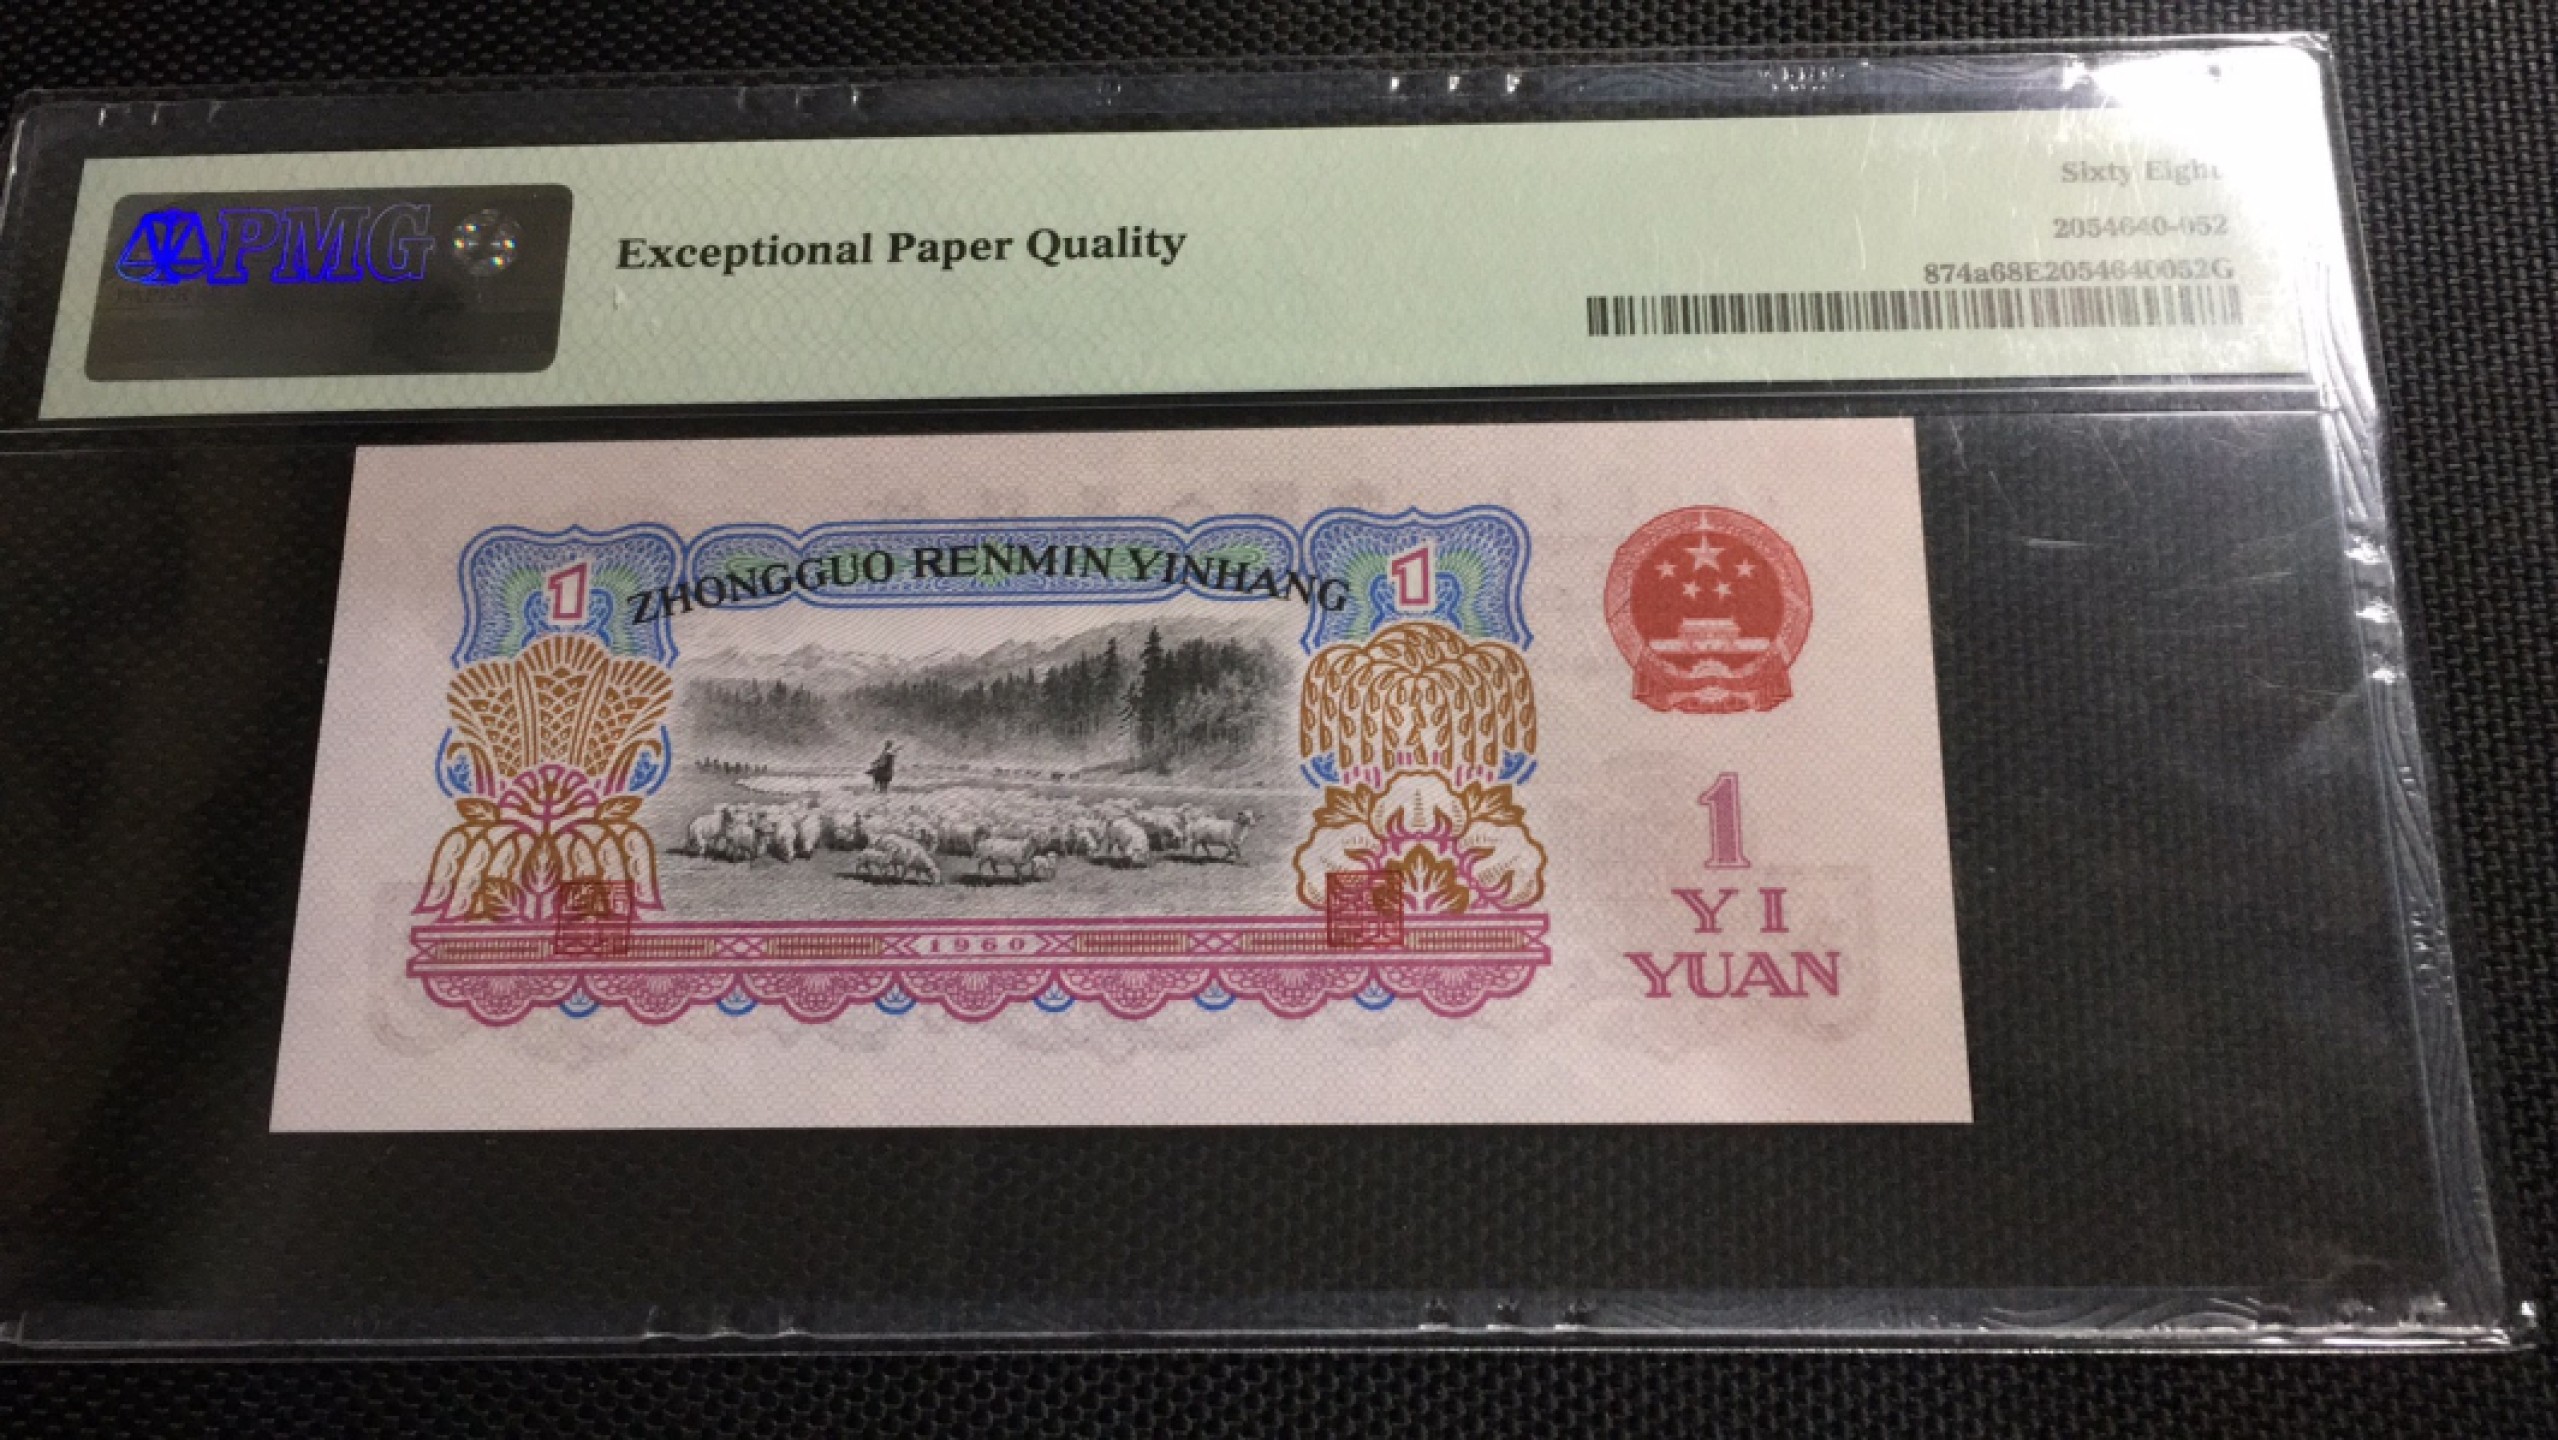 PMG
Exceptional Paper Quality
Sixty Eight
2054640-052
874a68E2054640052G
1
ZHONGGUO RENMIN YINHANG
1
1960
1
YI
YUAN